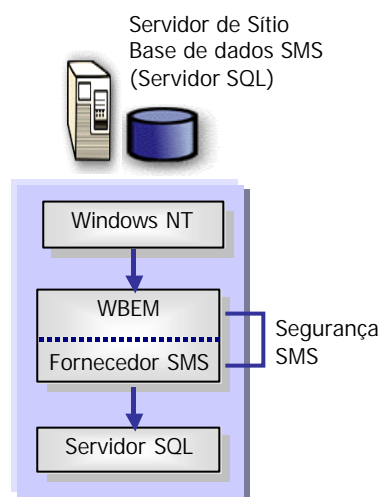 Servidor de Sítio
Base de dados SMS
(Servidor SQL)
Windows NT
WBEM
Fornecedor SMS
Segurança
SMS
Servidor SQL